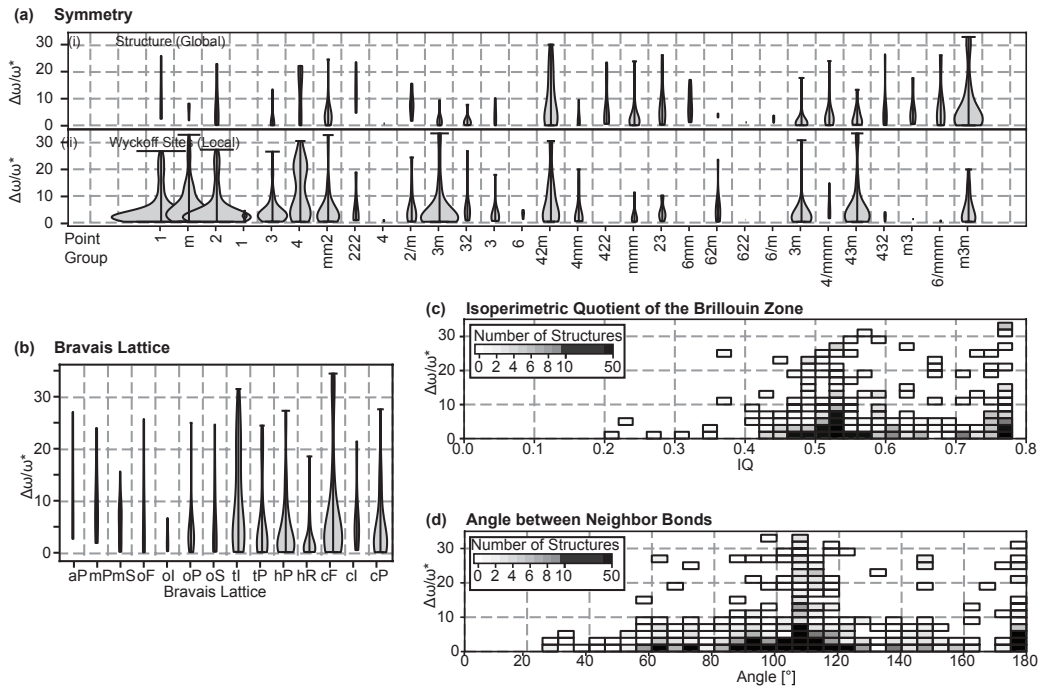 (a) Symmetry
(i) Structure (Global)
30
20
10
0
Δω/ω*
Wyckoff Sites (Local)
30
20
10
0
Δω/ω*
Point Group
1 m 2 1 3 4 mm2 222 4 2/m 3m 32 3 6 42m 4mm 422 mmm 23 6mm 62m 622 6/m 3m 4/mmm 43m 432 m3 6/mmm m3m
(b) Bravais Lattice
30
20
10
0
Δω/ω*
aP mP mS oF oI oP oS tI tP hP hR cF cI cP
Bravais Lattice
(c) Isoperimetric Quotient of the Brillouin Zone
Number of Structures
0 2 4 6 8 10 50
30
20
10
0
Δω/ω*
0.0 0.1 0.2 0.3 0.4 0.5 0.6 0.7 0.8
IQ
(d) Angle between Neighbor Bonds
Number of Structures
0 2 4 6 8 10 50
30
20
10
0
Δω/ω*
0 20 40 60 80 100 120 140 160 180
Angle [°]